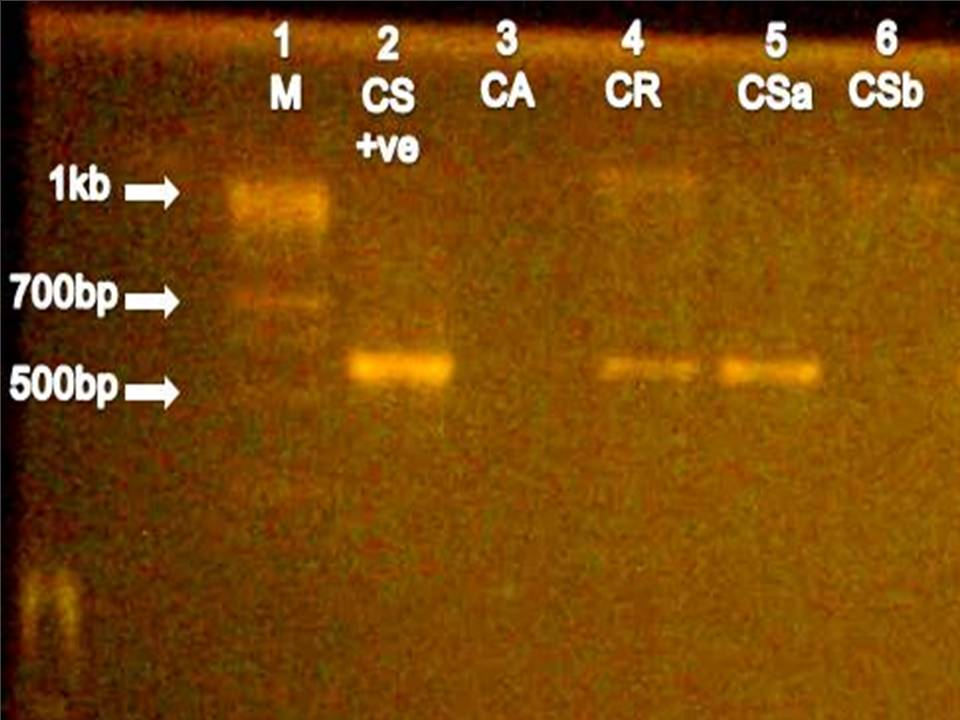 1 2 3 4 5 6
M CS CA CR CSa CSb
+ve
1kb
700bp
500bp